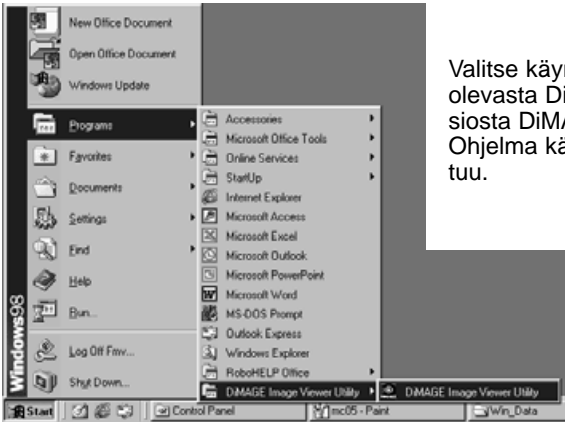 New Office Document
Open Office Document
Windows Update
Programs
Favorites
Documents
Settings
Find
Help
Run...
Log Off Fmv...
Shut Down...
Windows98
Accessories
Microsoft Office Tools
Online Services
StartUp
Internet Explorer
Microsoft Access
Microsoft Excel
Microsoft Outlook
Microsoft PowerPoint
Microsoft Word
MS-DOS Prompt
Outlook Express
Windows Explorer
RoboHELP Office
DiMAGE Image Viewer Utility
DiMAGE Image Viewer Utility
Start
Control Panel
mc05 - Paint
Win_Data
Valitse käyn
olevasta Di
siosta DiMA
Ohjelma kä
tuu.